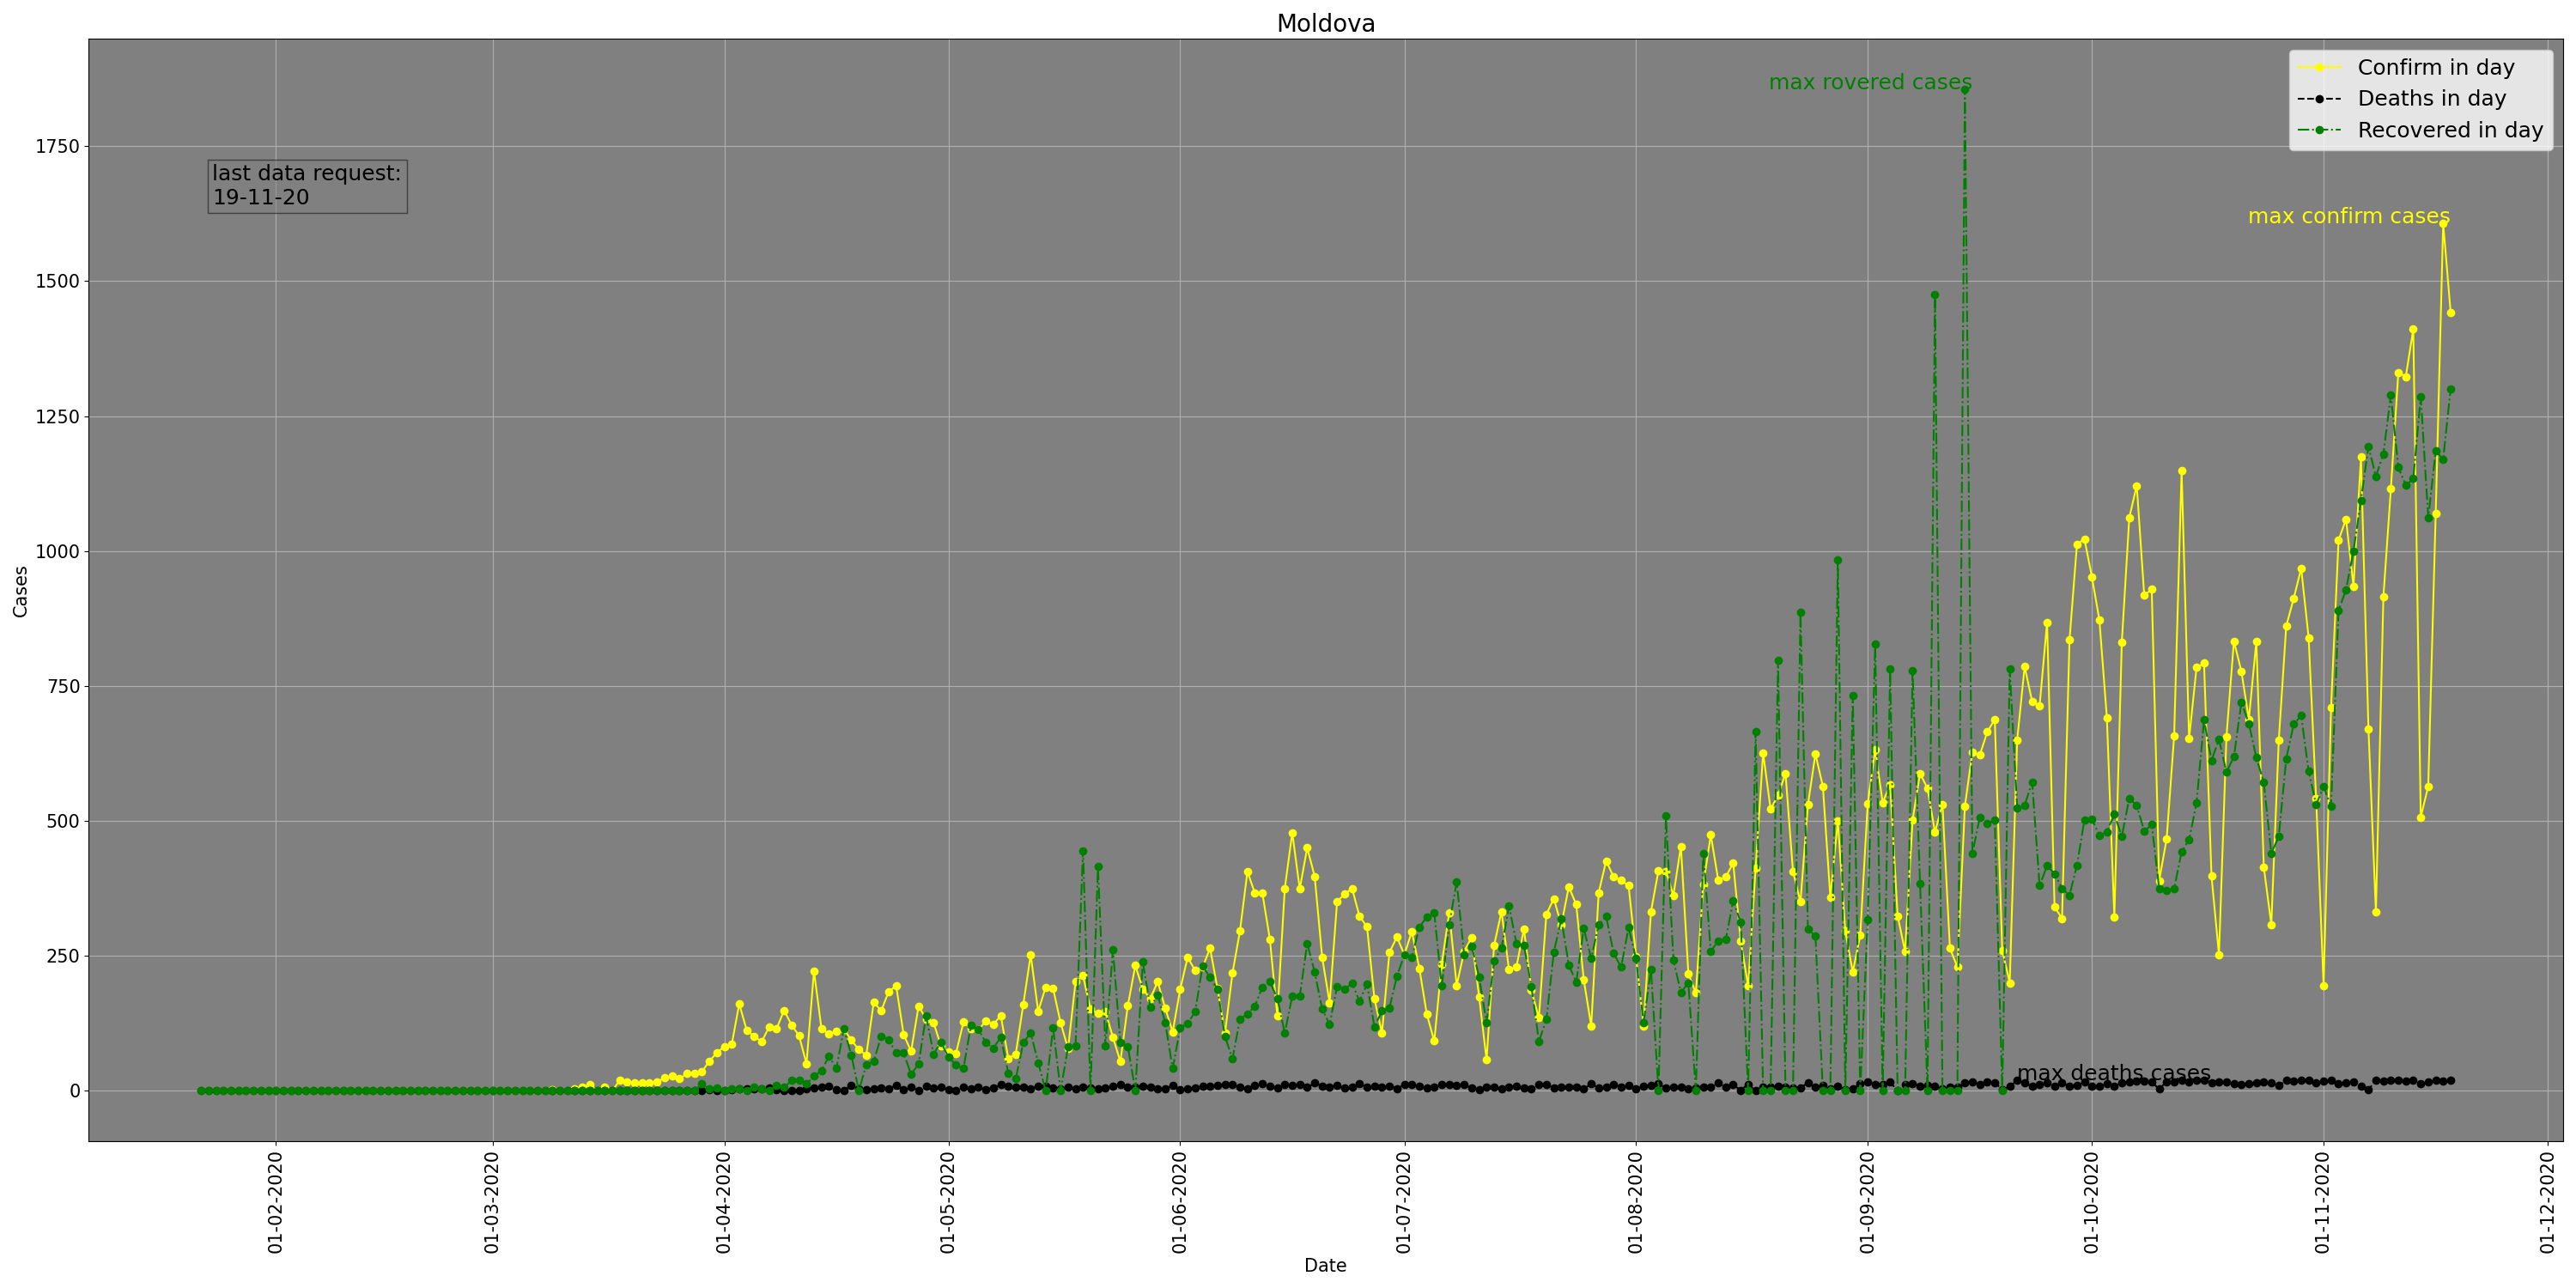 Moldova
max rovered cases
Confirm in day
Deaths in day
Recovered in day
last data request:
19-11-20
max confirm cases
max deaths cases
Cases
1750
1500
1250
1000
750
500
250
0
01-02-2020
01-03-2020
01-04-2020
01-05-2020
01-06-2020
01-07-2020
01-08-2020
01-09-2020
01-10-2020
01-11-2020
01-12-2020
Date